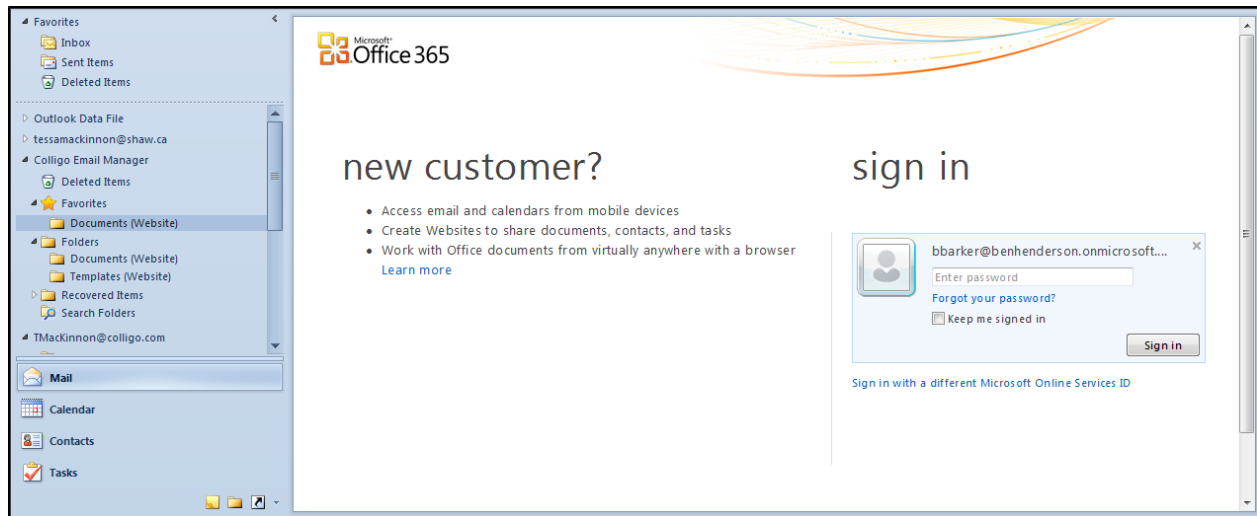 Favorites
Inbox
Sent Items
Deleted Items
Outlook Data File
tessamackinnon@shaw.ca
Colligo Email Manager
Deleted Items
Favorites
Documents (Website)
Folders
Documents (Website)
Templates (Website)
Recovered Items
Search Folders
TMacKinnon@colligo.com
Mail
Calendar
Contacts
Tasks
Microsoft®
Office 365
new customer?
Access email and calendars from mobile devices
Create Websites to share documents, contacts, and tasks
Work with Office documents from virtually anywhere with a browser
Learn more
sign in
bbarker@benhenderson.onmicrosoft....
Enter password
Forgot your password?
Keep me signed in
Sign in
Sign in with a different Microsoft Online Services ID